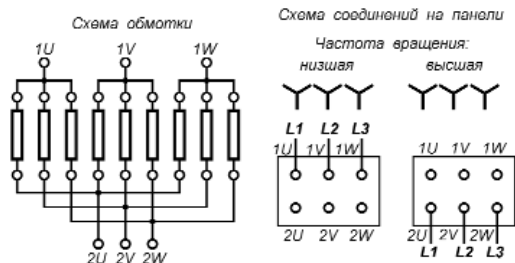 Схема обмотки
1U 1V 1W
2U 2V 2W
Схема соединений на панели
Частота вращения:
низшая высшая
L1 L2 L3
1U 1V 1W
2U 2V 2W
1U 1V 1W
2U 2V 2W
L1 L2 L3